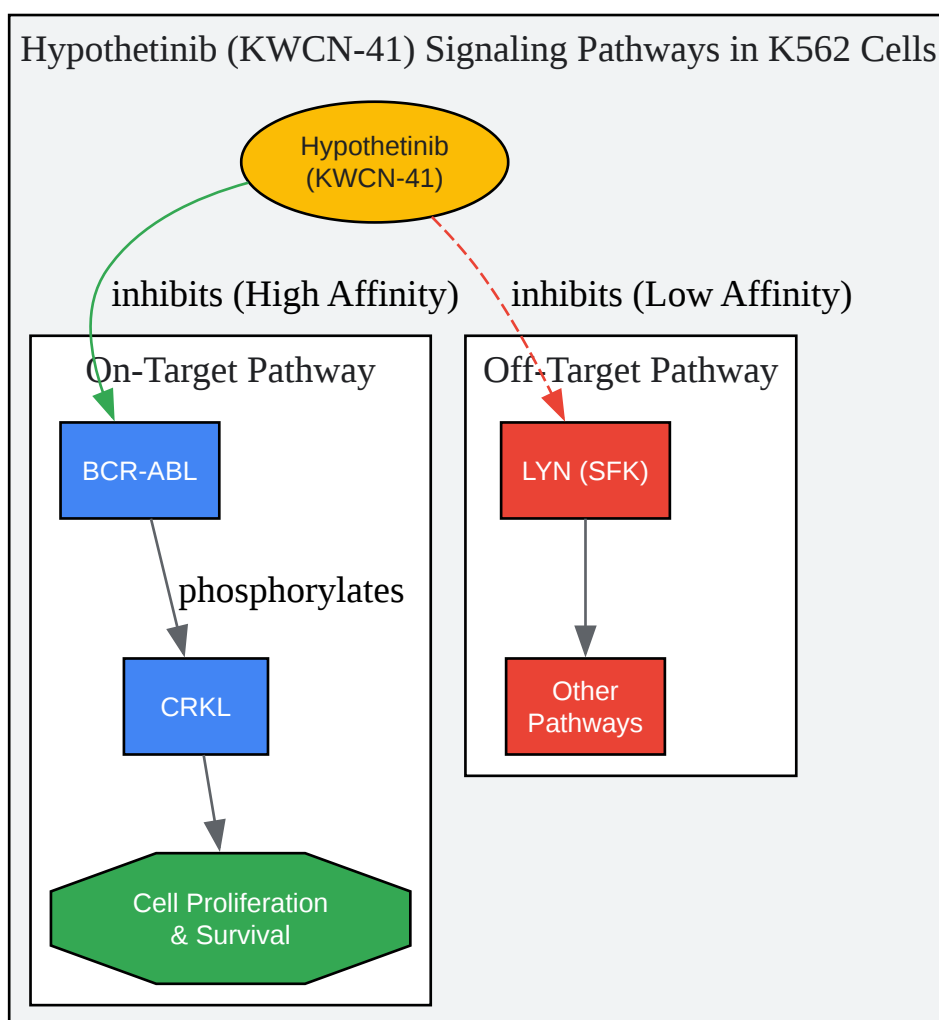 Hypothetinib (KWCN-41) Signaling Pathways in K562 Cells
Hypothetinib
(KWCN-41)
inhibits (High Affinity)
inhibits (Low Affinity)
On-Target Pathway
Off-Target Pathway
BCR-ABL
LYN (SFK)
phosphorylates
CRKL
Other
Pathways
Cell Proliferation
& Survival